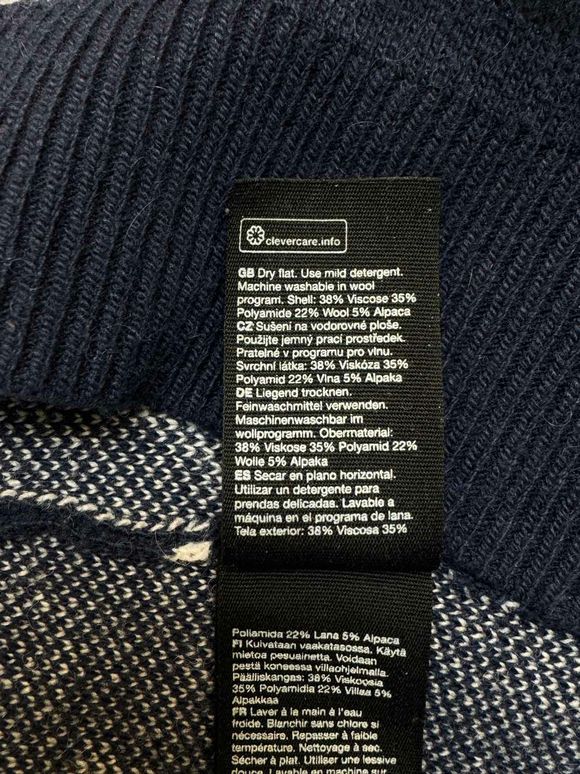 clevercare.info
GB Dry flat. Use mild detergent.
Machine washable in wool
program. Shell: 38% Viscose 35%
Polyamide 22% Wool 5% Alpaca
CZ Sušení na vodorovné ploše.
Použijte jemný prací prostředek.
Pratelné v programu pro vlnu.
Svrchní látka: 38% Viskóza 35%
Polyamid 22% Vlna 5% Alpaka
DE Liegend trocknen.
Feinwaschmittel verwenden.
Maschinenwaschbar im
wollprogramm. Obermaterial:
38% Viskose 35% Polyamid 22%
Wolle 5% Alpaka
ES Secar en plano horizontal.
Utilizar un detergente para
prendas delicadas. Lavable a
máquina en el programa de lana.
Tela exterior: 38% Viscosa 35%
Poliamida 22% Lana 5% Alpaca
FI Kuivataan vaakatasossa. Käytä
mietoa pesuainetta. Voidaan
pestä koneessa villaohjelmalla.
Päälliskangas: 38% Viskoosia
35% Polyamidia 22% Villaa 5%
Alpakkaa
FR Laver à la main à l'eau
froide. Blanchir sans chlore si
nécessaire. Repasser à faible
température. Nettoyage à sec.
Sécher à plat. Utiliser une lessive
douce. Lavable en machine sur